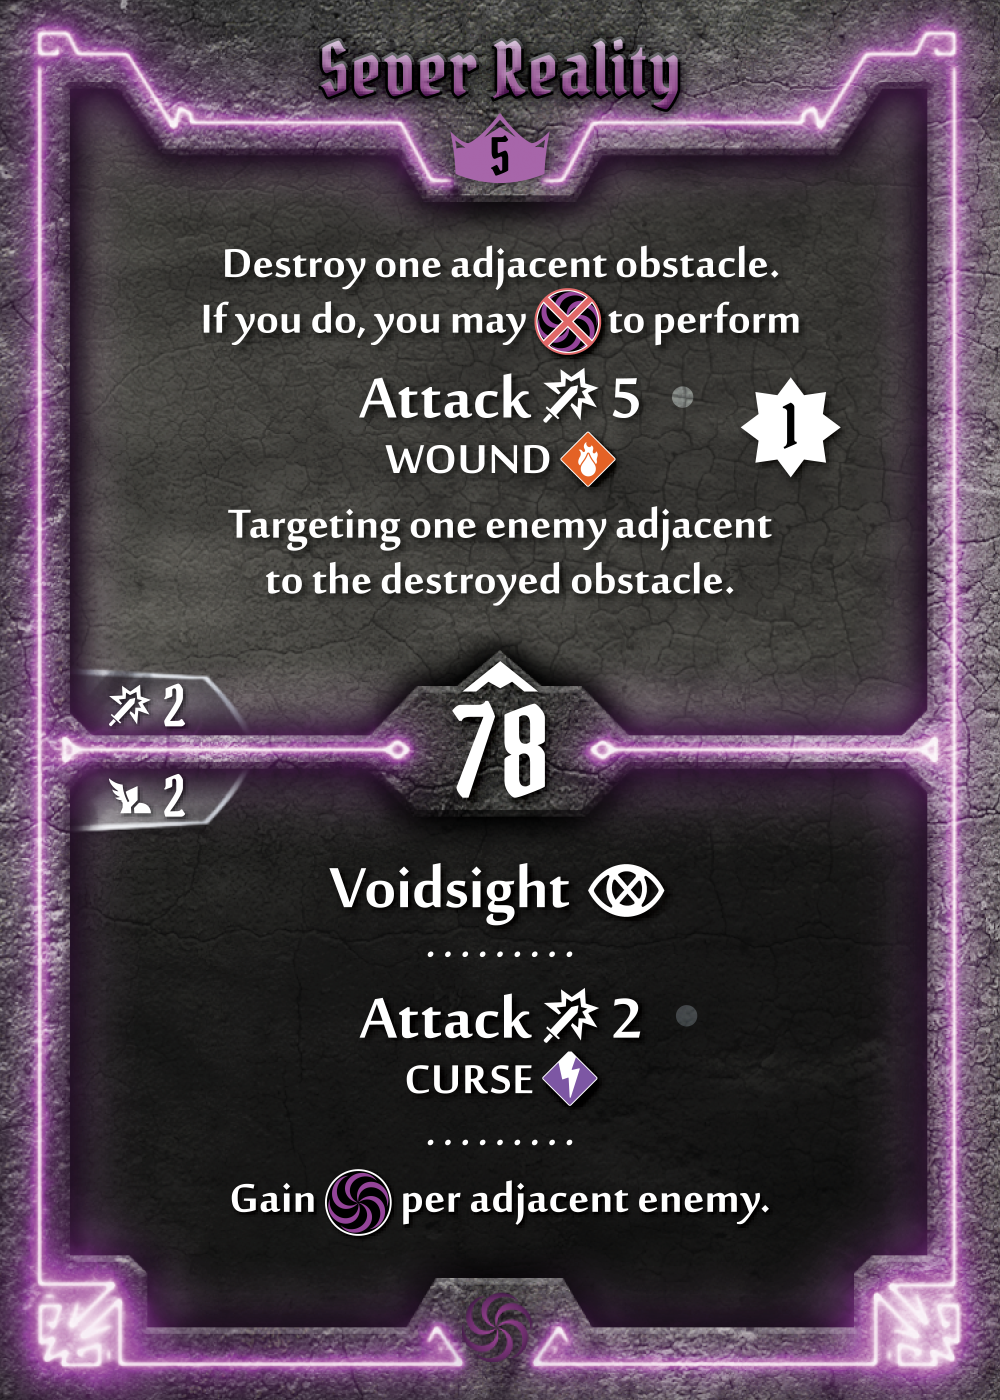 Sever Reality
5
Destroy one adjacent obstacle.
If you do, you may to perform
Attack 5
WOUND
1
Targeting one enemy adjacent
to the destroyed obstacle.
2
78
2
Voidsight
Attack 2
CURSE
Gain per adjacent enemy.